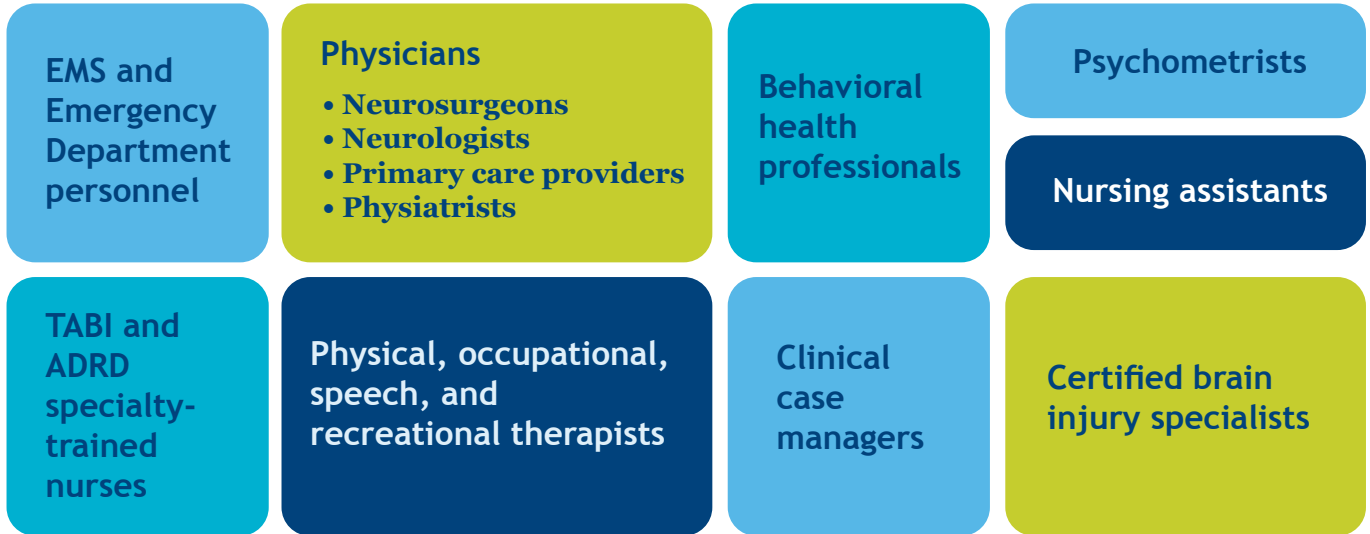 EMS and
Emergency
Department
personnel
Physicians
• Neurosurgeons
• Neurologists
• Primary care providers
• Physiatrists
Behavioral
health
professionals
Psychometrists
Nursing assistants
TABI and
ADRD
specialty-
trained
nurses
Physical, occupational,
speech, and
recreational therapists
Clinical
case
managers
Certified brain
injury specialists